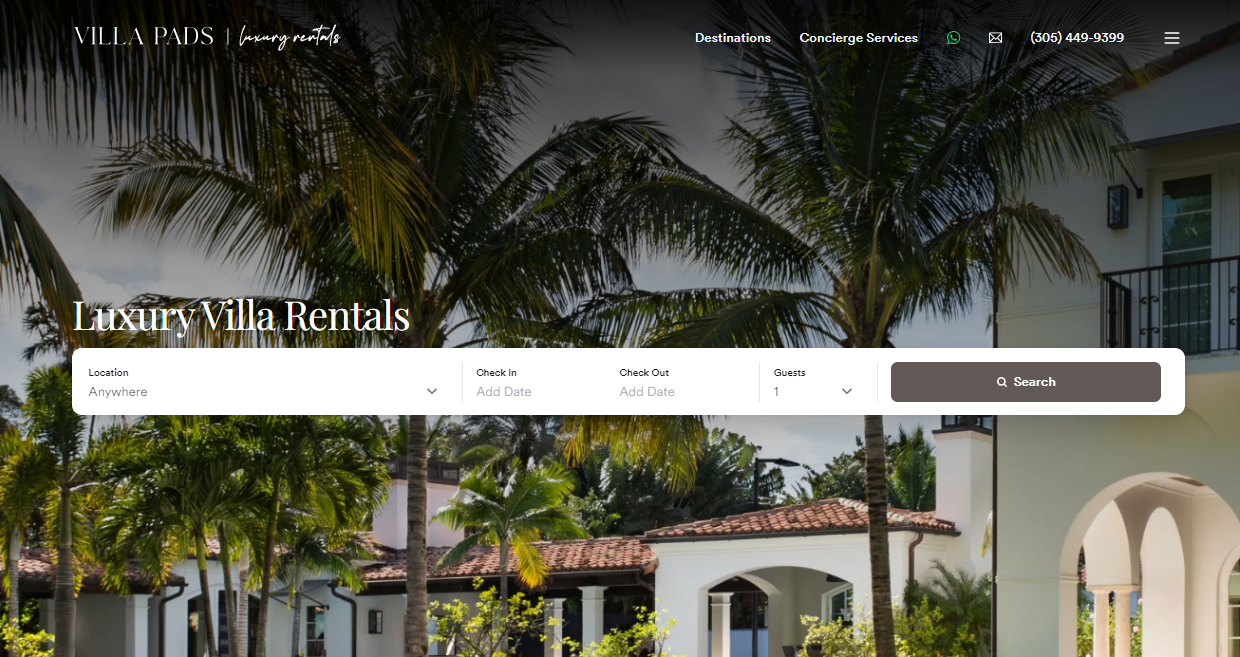 VILLA PADS | luxury rentals
Destinations
Concierge Services
(305) 449-9399
Luxury Villa Rentals
Location
Anywhere
Check In
Add Date
Check Out
Add Date
Guests
1
Search